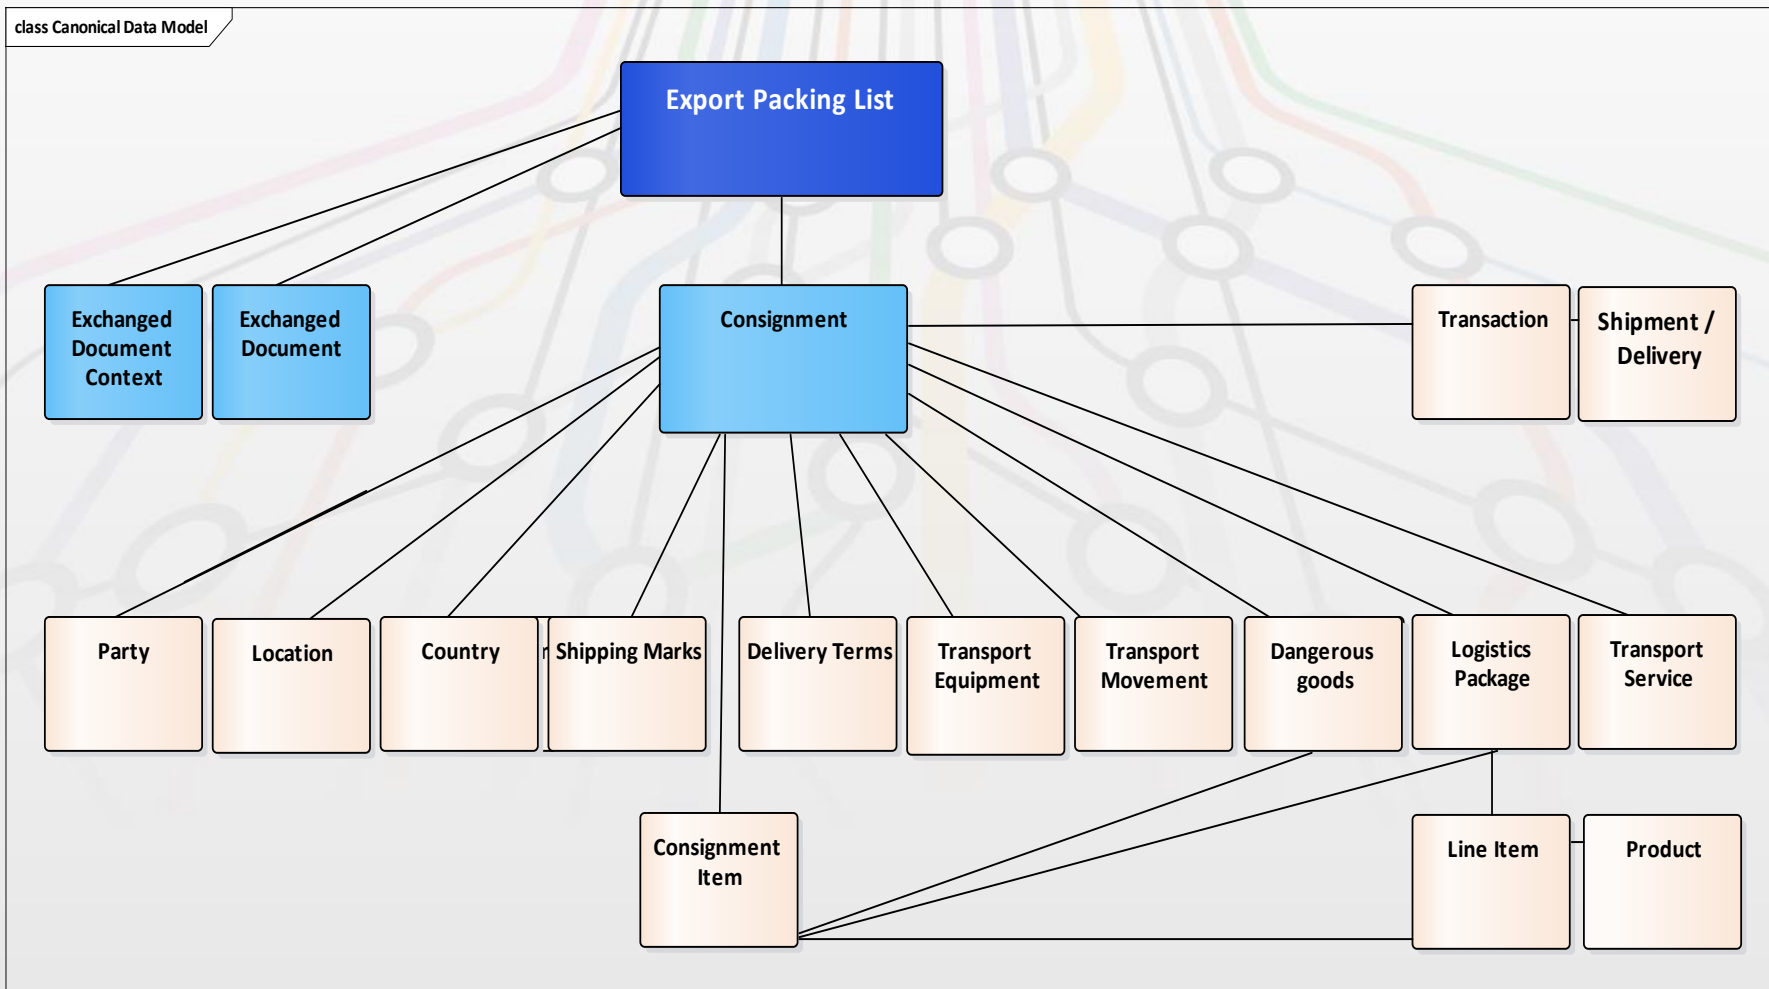 class Canonical Data Model
Export Packing List
Exchanged
Document
Context
Exchanged
Document
Consignment
Transaction
Shipment /
Delivery
Party
Location
Country
Shipping Marks
Delivery Terms
Transport
Equipment
Transport
Movement
Dangerous
goods
Logistics
Package
Transport
Service
Consignment
Item
Line Item
Product